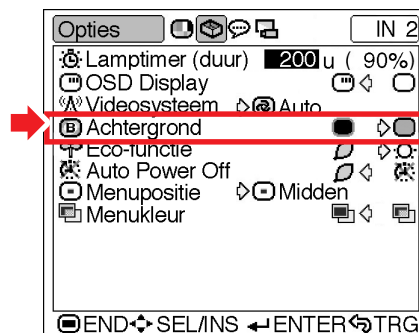 Opties IN 2
Lamptimer (duur) 200 u ( 90%)
OSD Display
Videosysteem Auto
B Achtergrond
Eco-functie
Auto Power Off
Menupositie Midden
Menukleur
END SEL/INS ENTER TRG